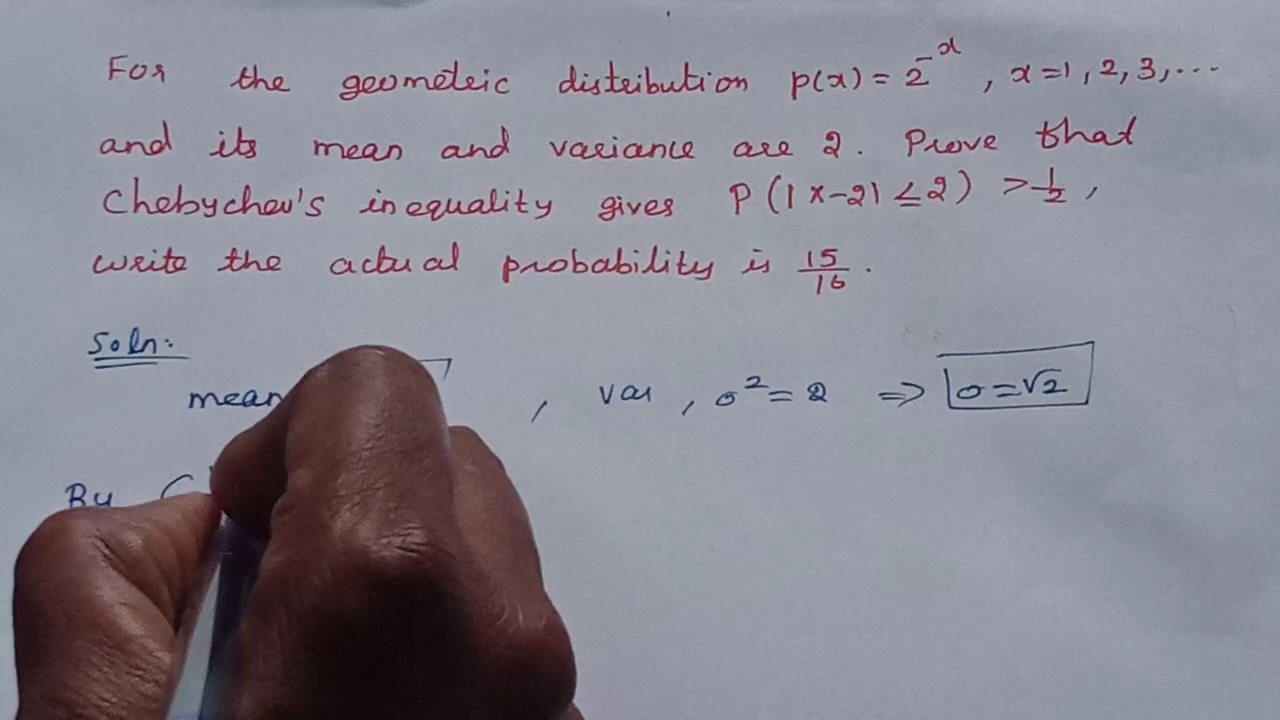 For the geometric distribution p(x) = 2^-x , x=1, 2, 3, ...
and its mean and variance are 2. Prove that
Chebychev's inequality gives P(|x-2| ≤2) > 1/2 ,
write the actual probability is 15/16 .
Soln:
mean , var , σ² = 2 ⇒ σ=√2
By